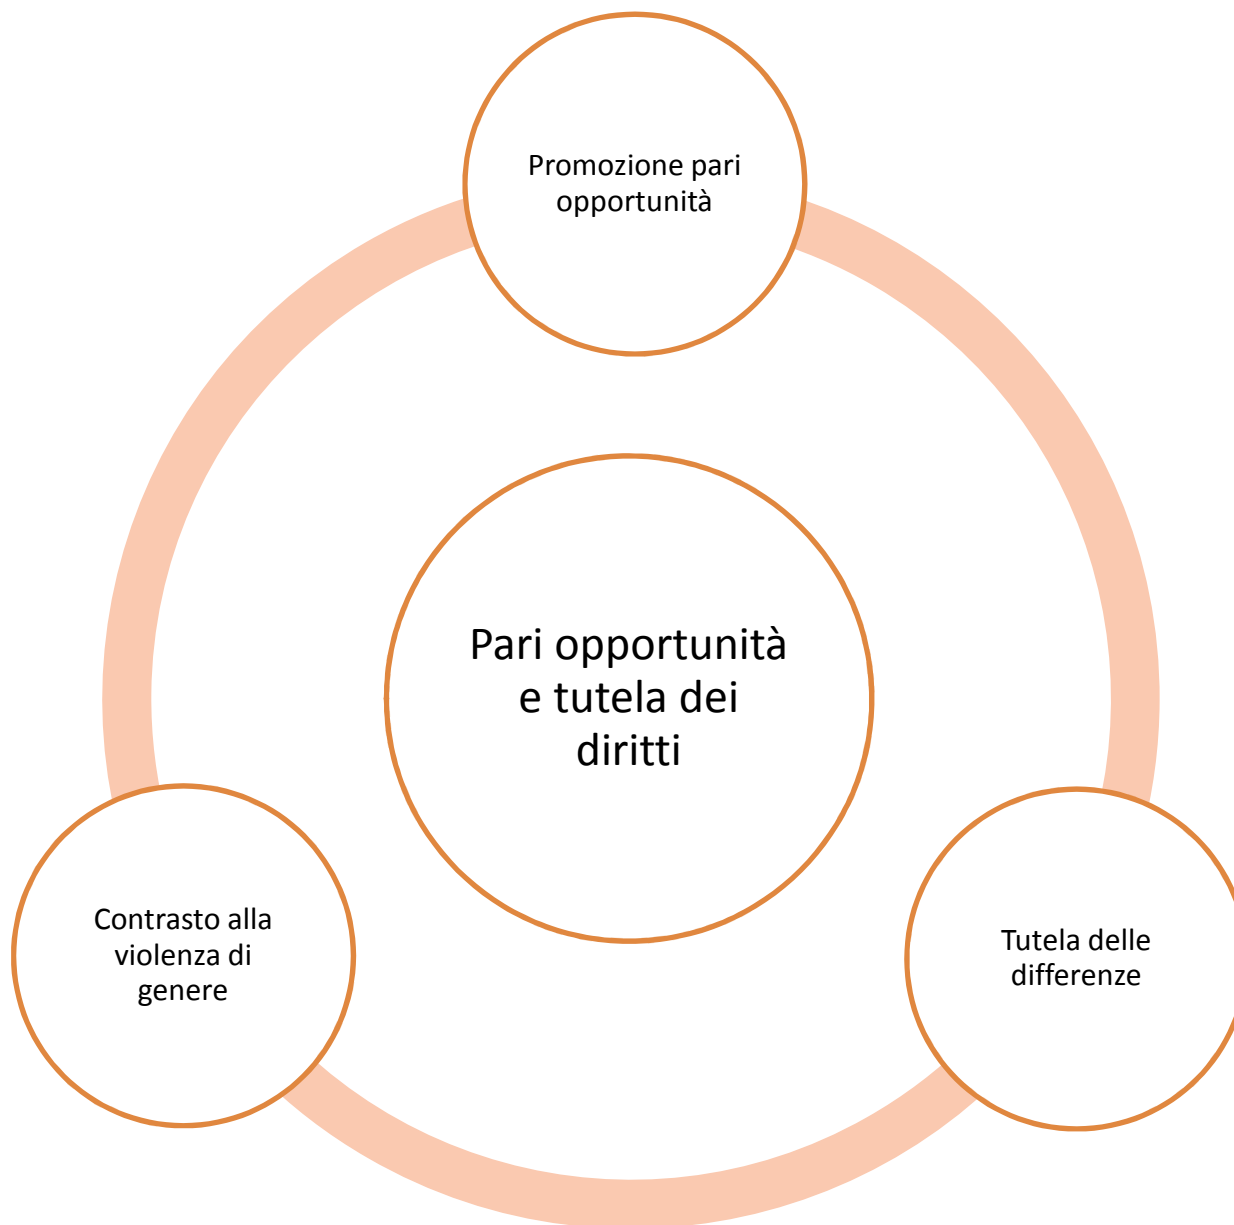 Promozione pari
opportunità
Pari opportunità
e tutela dei
diritti
Contrasto alla
violenza di
genere
Tutela delle
differenze